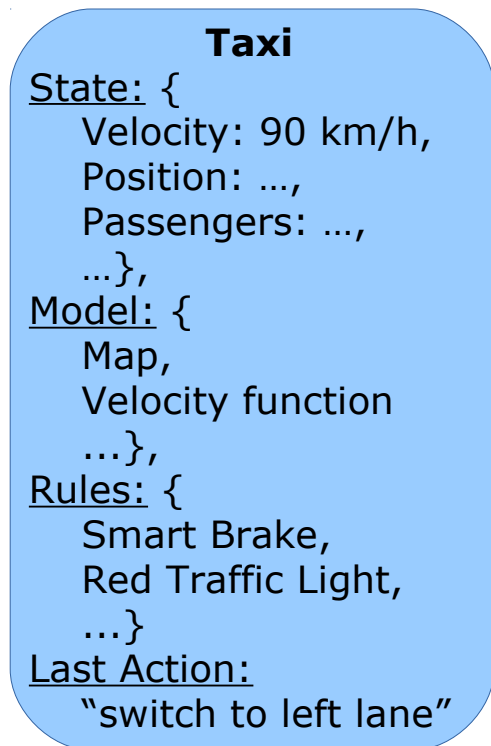 Taxi
State: {
Velocity: 90 km/h,
Position: …,
Passengers: …,
…},
Model: {
Map,
Velocity function
...},
Rules: {
Smart Brake,
Red Traffic Light,
...}
Last Action:
“switch to left lane”